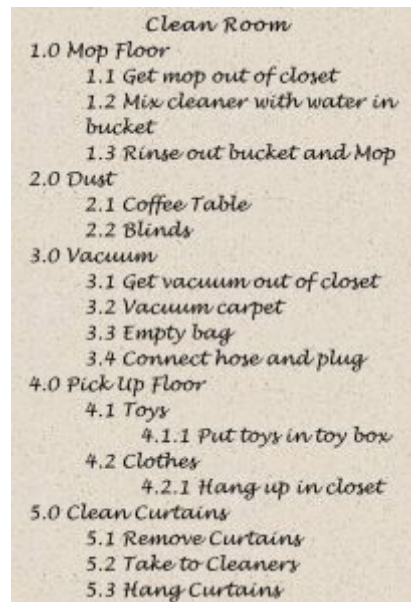 Clean Room
1.0 Mop Floor
1.1 Get mop out of closet
1.2 Mix cleaner with water in
bucket
1.3 Rinse out bucket and Mop
2.0 Dust
2.1 Coffee Table
2.2 Blinds
3.0 Vacuum
3.1 Get vacuum out of closet
3.2 Vacuum carpet
3.3 Empty bag
3.4 Connect hose and plug
4.0 Pick Up Floor
4.1 Toys
4.1.1 Put toys in toy box
4.2 Clothes
4.2.1 Hang up in closet
5.0 Clean Curtains
5.1 Remove Curtains
5.2 Take to Cleaners
5.3 Hang Curtains